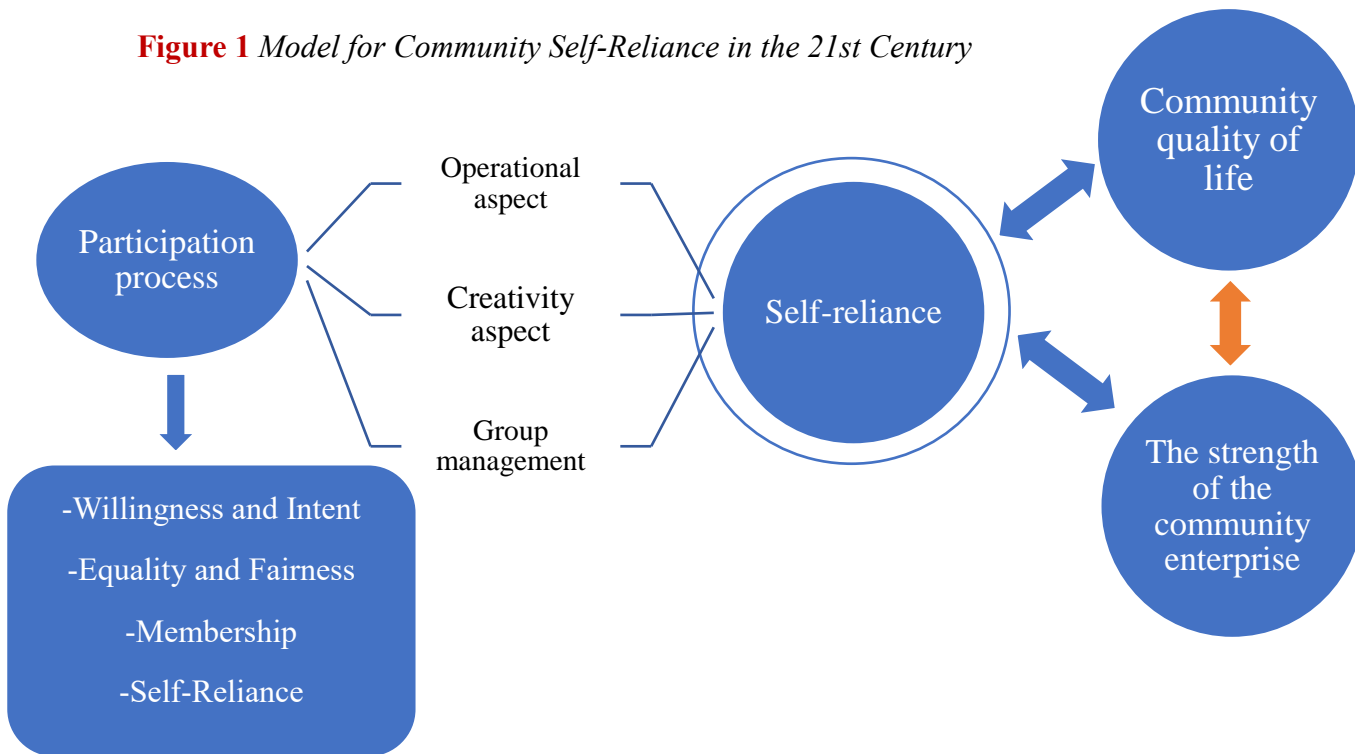 Figure 1 Model for Community Self-Reliance in the 21st Century
Participation
process
-Willingness and Intent
-Equality and Fairness
-Membership
-Self-Reliance
Operational
aspect
Creativity
aspect
Group
management
Self-reliance
Community
quality of
life
The strength
of the
community
enterprise